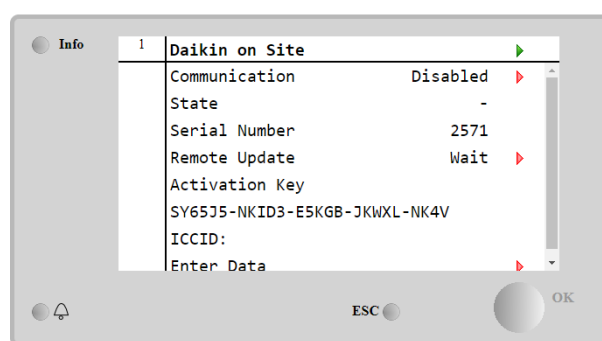 Info
1 Daikin on Site
Communication Disabled
State -
Serial Number 2571
Remote Update Wait
Activation Key
SY65J5-NKID3-E5KGB-JKWXL-NK4V
ICCID:
Enter Data
ESC OK